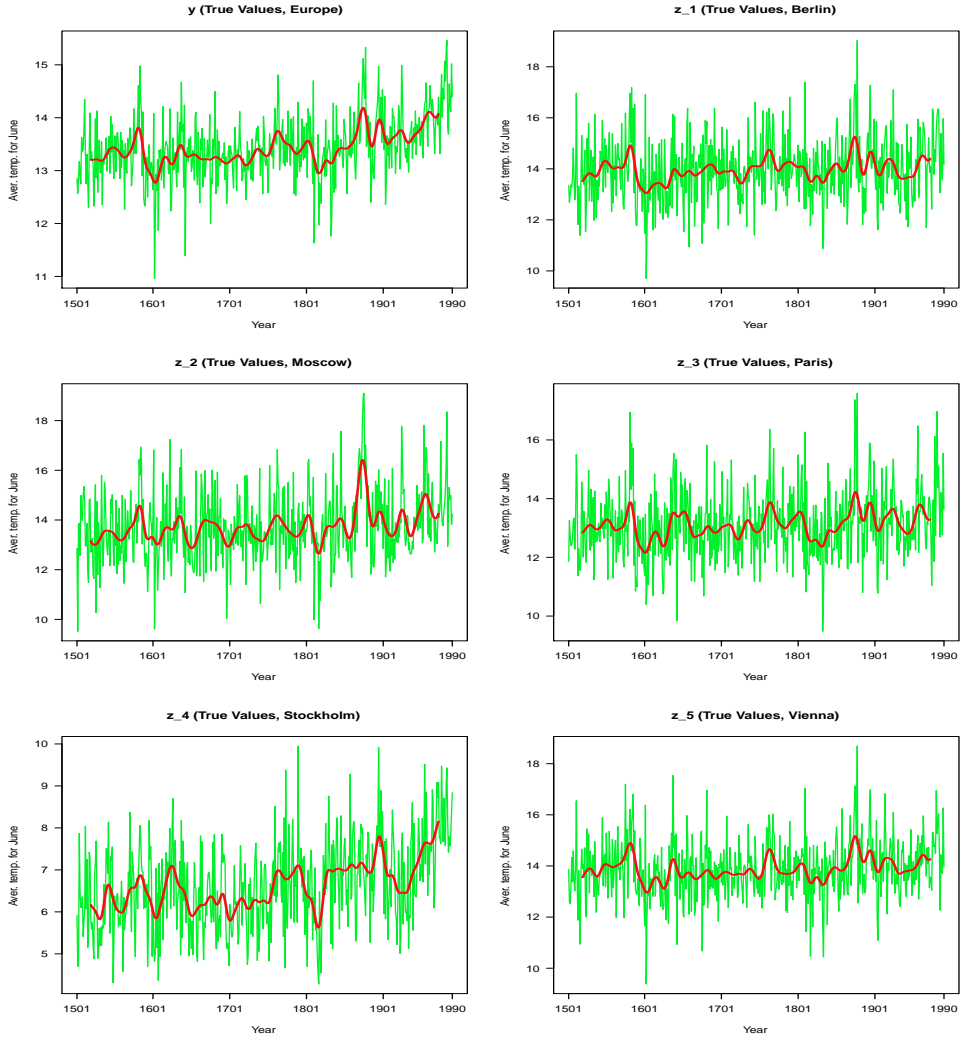 y (True Values, Europe)
Aver. temp. for June
15
14
13
12
11
1501 1601 1701 1801 1901 1990
Year
z_1 (True Values, Berlin)
Aver. temp. for June
18
16
14
12
10
1501 1601 1701 1801 1901 1990
Year
z_2 (True Values, Moscow)
Aver. temp. for June
18
16
14
12
10
1501 1601 1701 1801 1901 1990
Year
z_3 (True Values, Paris)
Aver. temp. for June
16
14
12
10
1501 1601 1701 1801 1901 1990
Year
z_4 (True Values, Stockholm)
Aver. temp. for June
10
9
8
7
6
5
1501 1601 1701 1801 1901 1990
Year
z_5 (True Values, Vienna)
Aver. temp. for June
18
16
14
12
10
1501 1601 1701 1801 1901 1990
Year